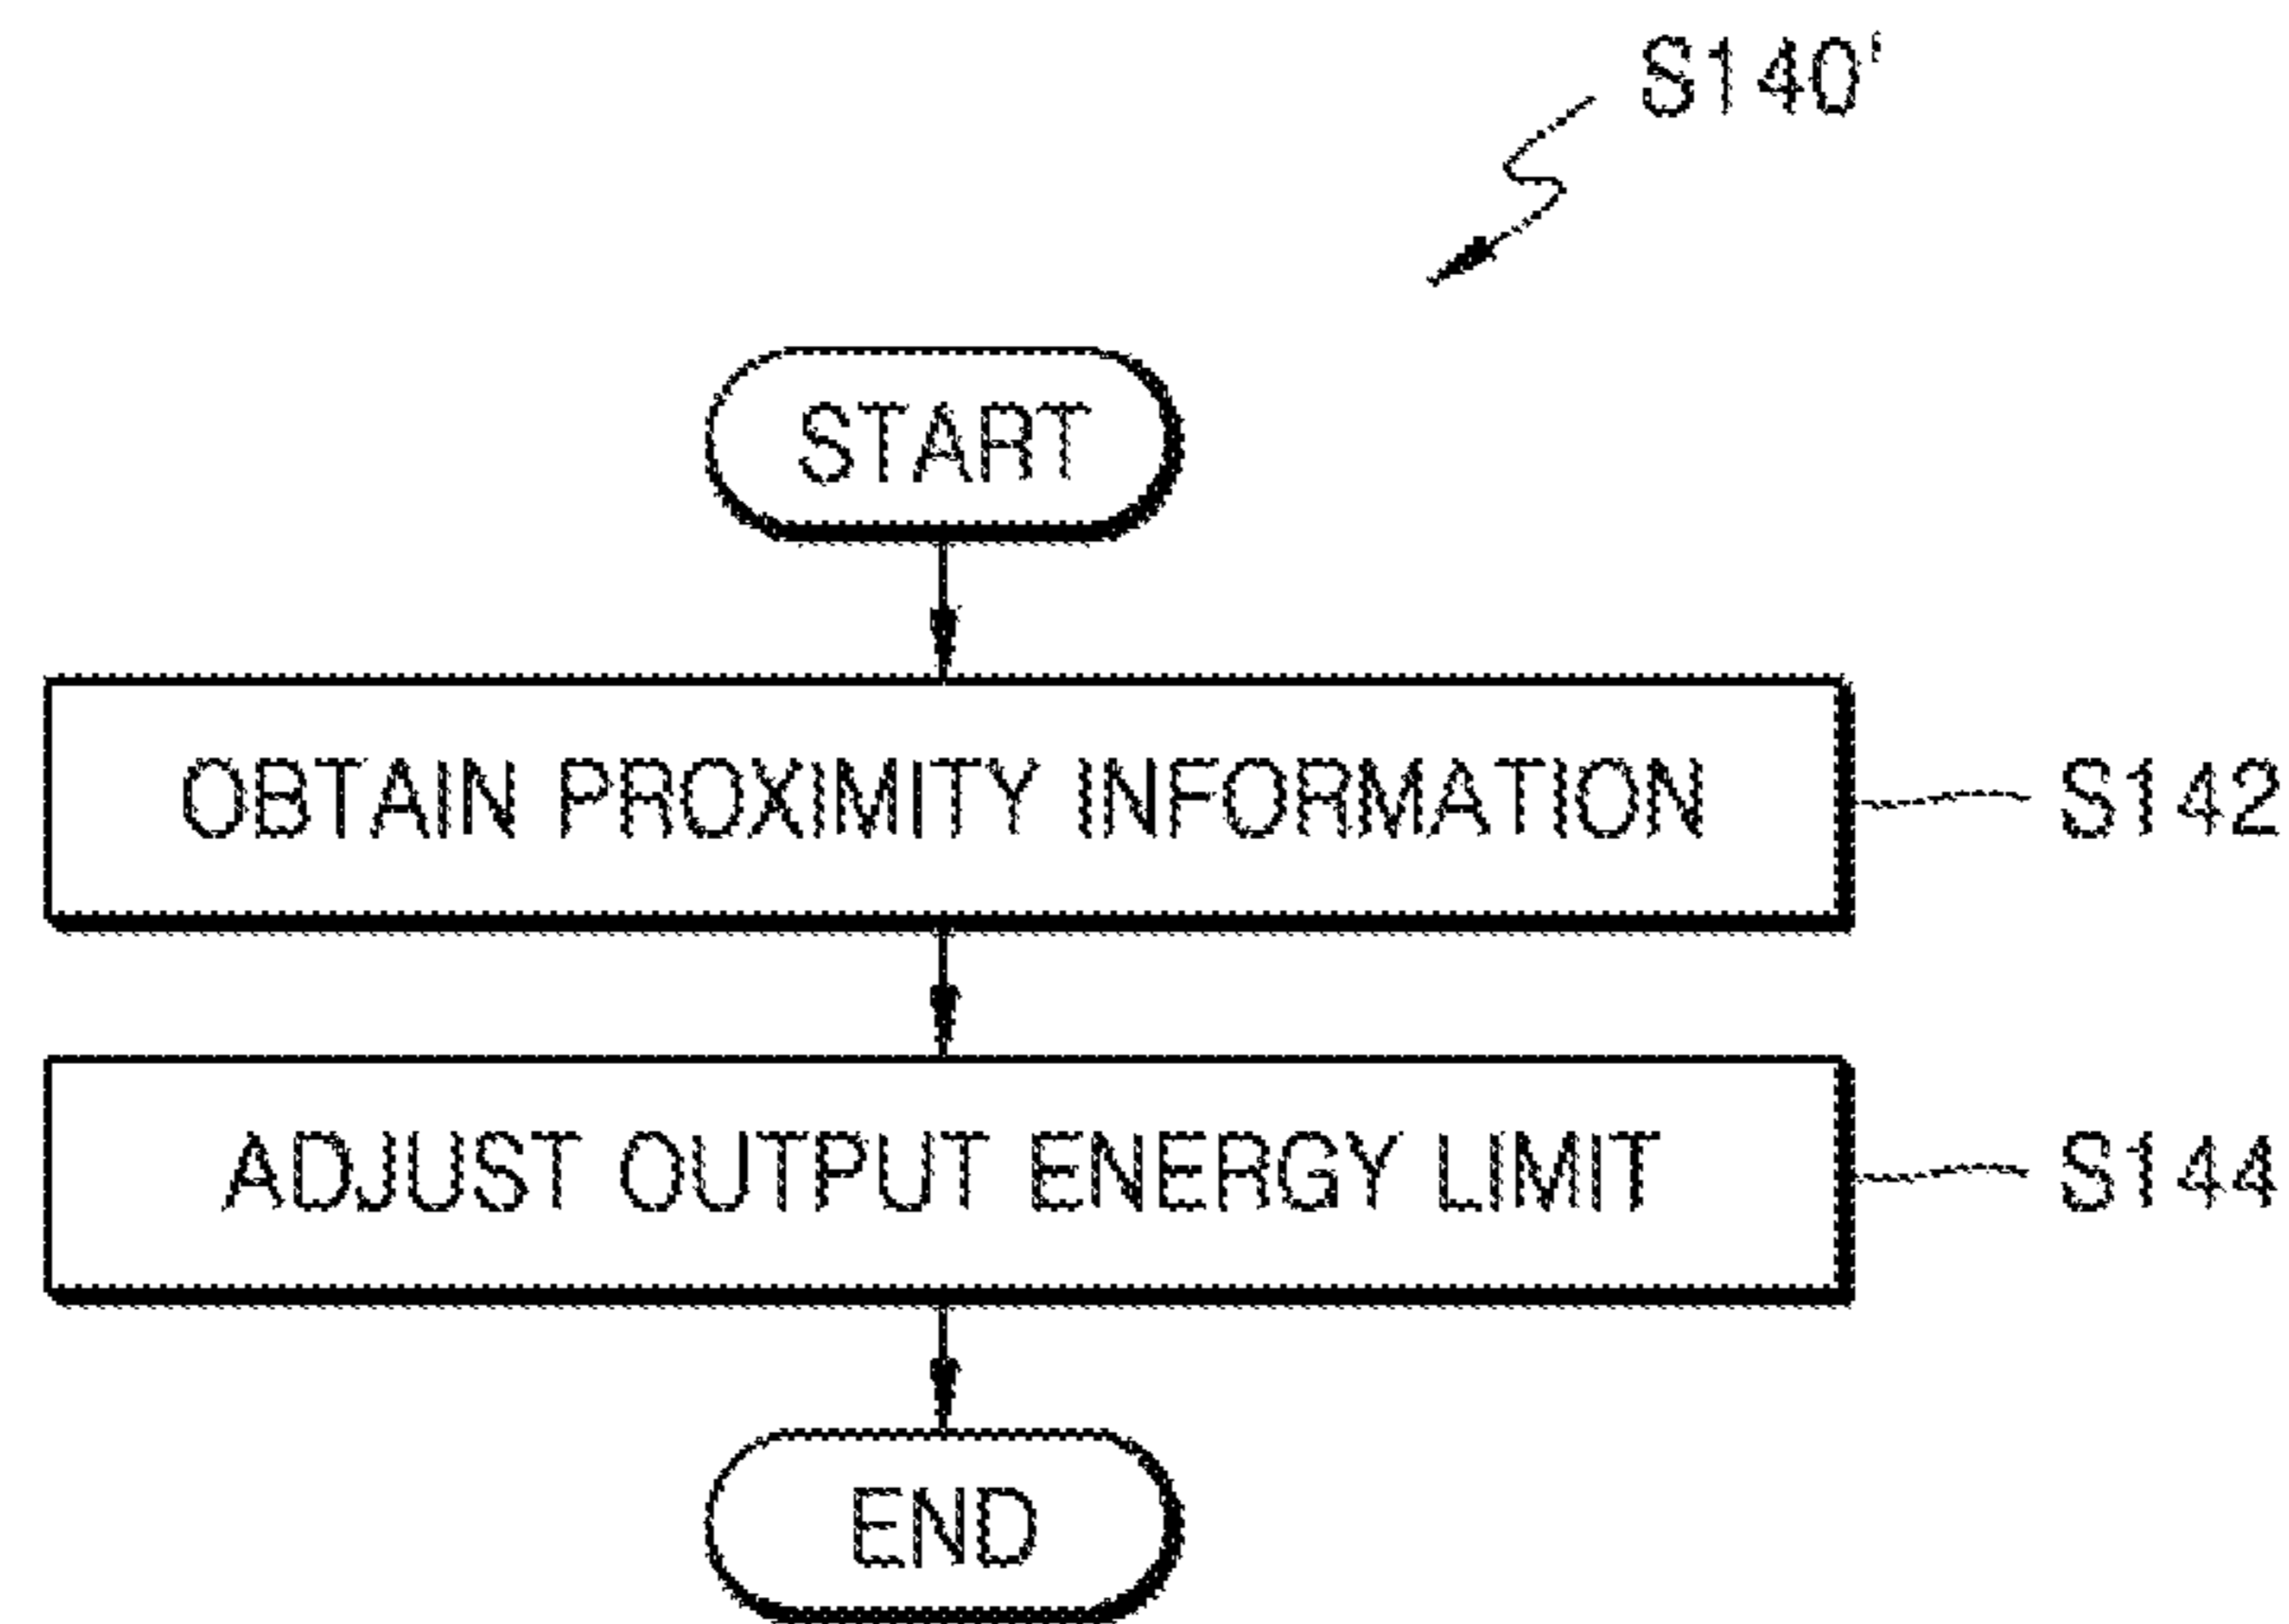 S140'
START
OBTAIN PROXIMITY INFORMATION
S142
ADJUST OUTPUT ENERGY LIMIT
S144
END